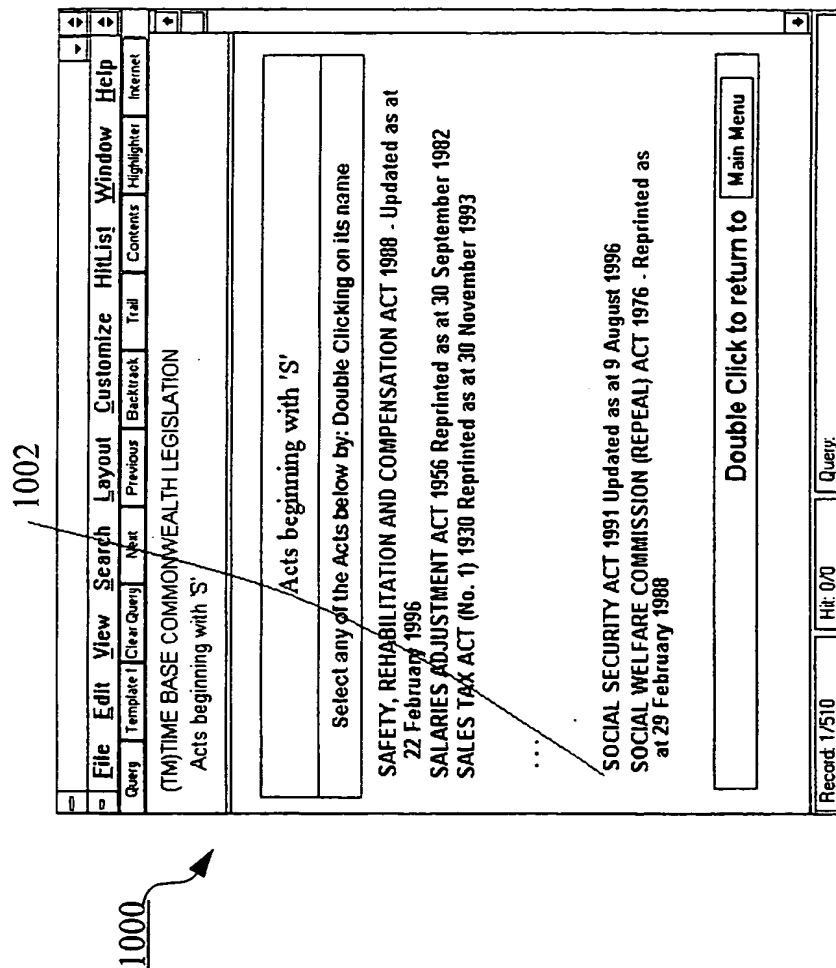 1002
1000
File Edit View Search Layout Customize HitList Window Help
Query Template 1 Clear Query Next Previous Backtrack Trail Contents Highlighter Internet
(TM)TIME BASE COMMONWEALTH LEGISLATION
Acts beginning with 'S'
Acts beginning with 'S'
Select any of the Acts below by: Double Clicking on its name
SAFETY, REHABILITATION AND COMPENSATION ACT 1988 - Updated as at
22 February 1996
SALARIES ADJUSTMENT ACT 1956 Reprinted as at 30 September 1982
SALES TAX ACT (No. 1) 1930 Reprinted as at 30 November 1993
....
SOCIAL SECURITY ACT 1991 Updated as at 9 August 1996
SOCIAL WELFARE COMMISSION (REPEAL) ACT 1976 - Reprinted as
at 29 February 1988
Double Click to return to Main Menu
Record: 1/510 Hit: 0/0 Query: